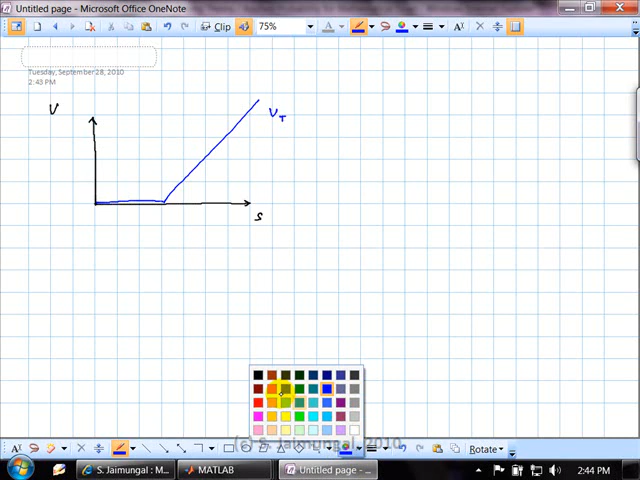 Untitled page - Microsoft Office OneNote
Clip
75%
Tuesday, September 28, 2010
2:43 PM
V
V_T
S
(c) S. Jaimungal, 2010
Rotate
S. Jaimungal : M...
MATLAB
Untitled page - ...
2:44 PM